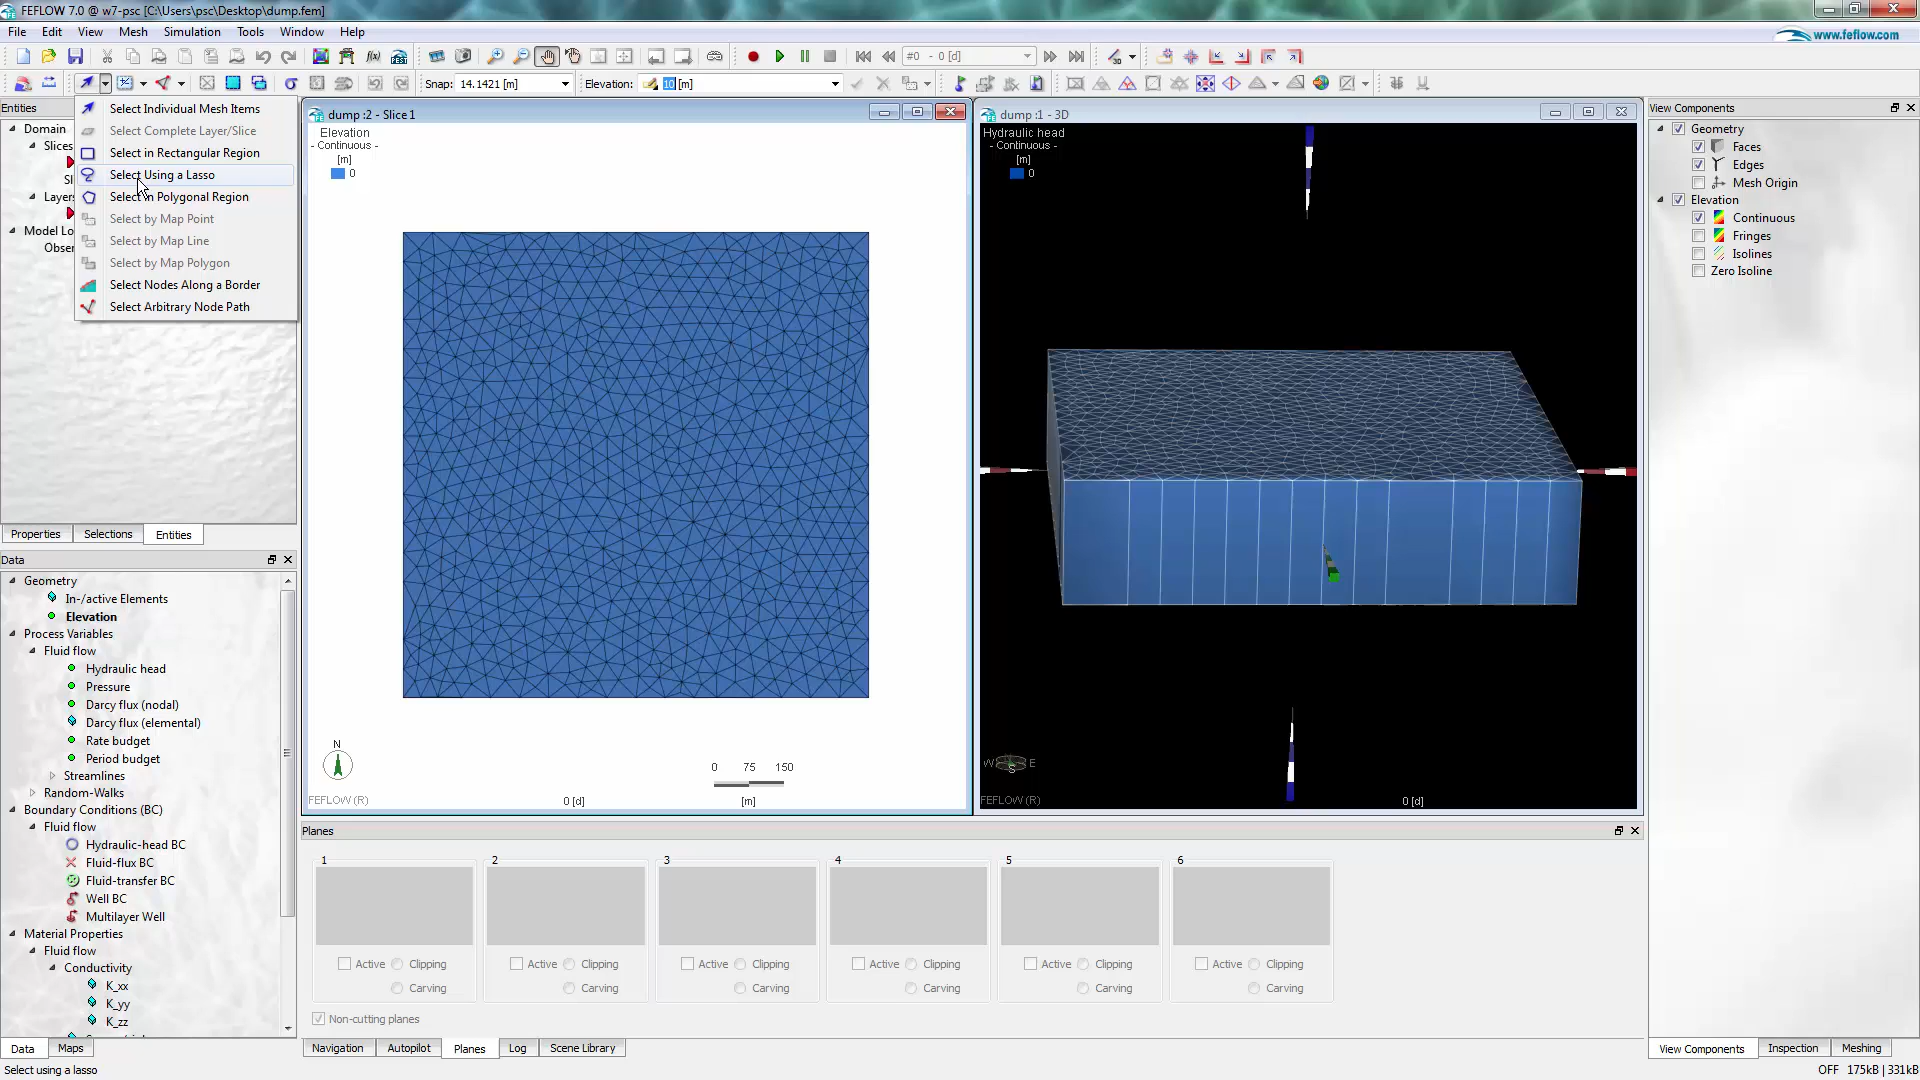 FEFLOW 7.0 @ w7-psc [C:\Users\psc\Desktop\dump.fem]
File Edit View Mesh Simulation Tools Window Help
www.feflow.com
#0 - 0 [d]
Snap: 14.1421 [m] Elevation: 10 [m]
Entities
Domain
Slices
Sl
Layers
Model Lo
Obser
Select Individual Mesh Items
Select Complete Layer/Slice
Select in Rectangular Region
Select Using a Lasso
Select in Polygonal Region
Select by Map Point
Select by Map Line
Select by Map Polygon
Select Nodes Along a Border
Select Arbitrary Node Path
Properties Selections Entities
Data
Geometry
In-/active Elements
Elevation
Process Variables
Fluid flow
Hydraulic head
Pressure
Darcy flux (nodal)
Darcy flux (elemental)
Rate budget
Period budget
Streamlines
Random-Walks
Boundary Conditions (BC)
Fluid flow
Hydraulic-head BC
Fluid-flux BC
Fluid-transfer BC
Well BC
Multilayer Well
Material Properties
Fluid flow
Conductivity
K_xx
K_yy
K_zz
Data Maps
Select using a lasso
dump :2 - Slice 1
Elevation
- Continuous -
[m]
0
N
0 75 150
FEFLOW (R) 0 [d] [m]
dump :1 - 3D
Hydraulic head
- Continuous -
[m]
0
W S E
FEFLOW (R) 0 [d]
Planes
1 2 3 4 5 6
Active Clipping Active Clipping Active Clipping Active Clipping Active Clipping Active Clipping
Carving Carving Carving Carving Carving Carving
Non-cutting planes
Navigation Autopilot Planes Log Scene Library
View Components
Geometry
Faces
Edges
Mesh Origin
Elevation
Continuous
Fringes
Isolines
Zero Isoline
View Components Inspection Meshing
OFF 175kB | 331kB